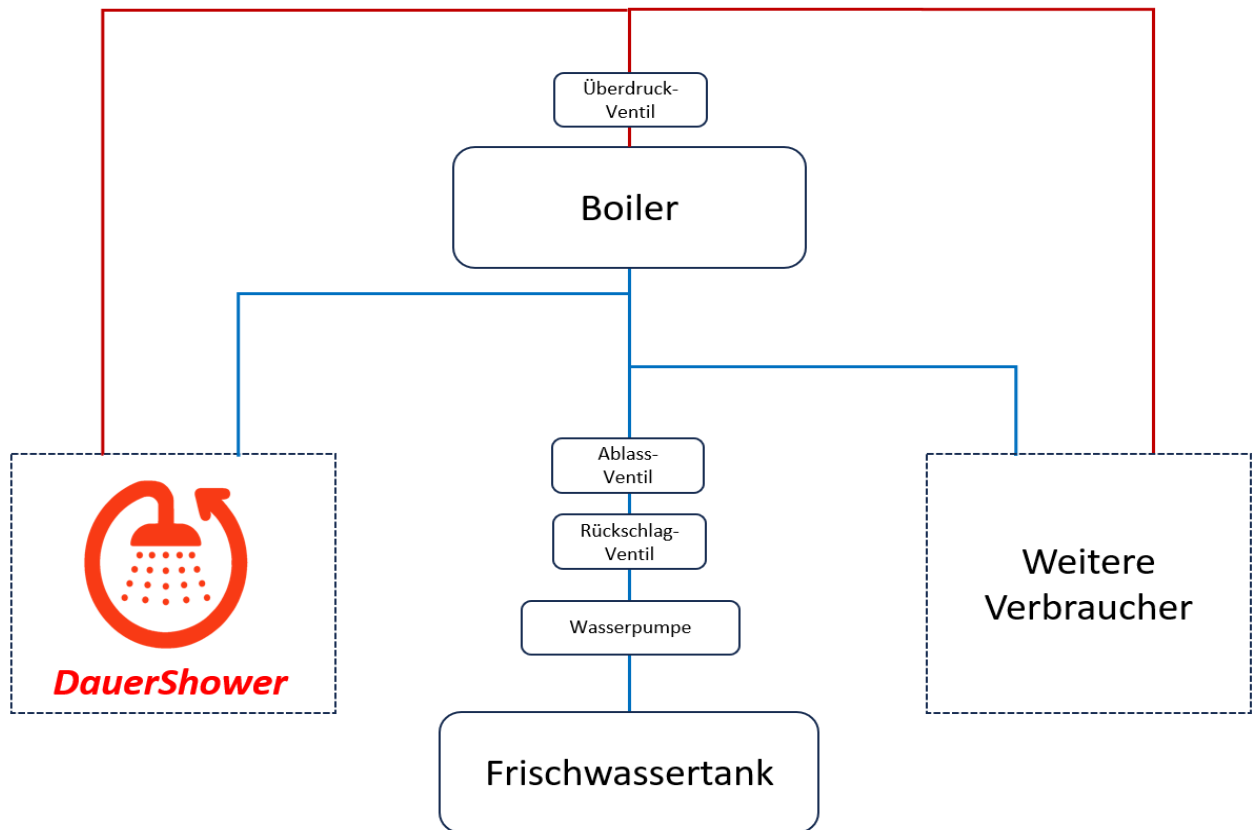 Überdruck-
Ventil
Boiler
Ablass-
Ventil
Rückschlag-
Ventil
Wasserpumpe
Frischwassertank
DauerShower
Weitere
Verbraucher